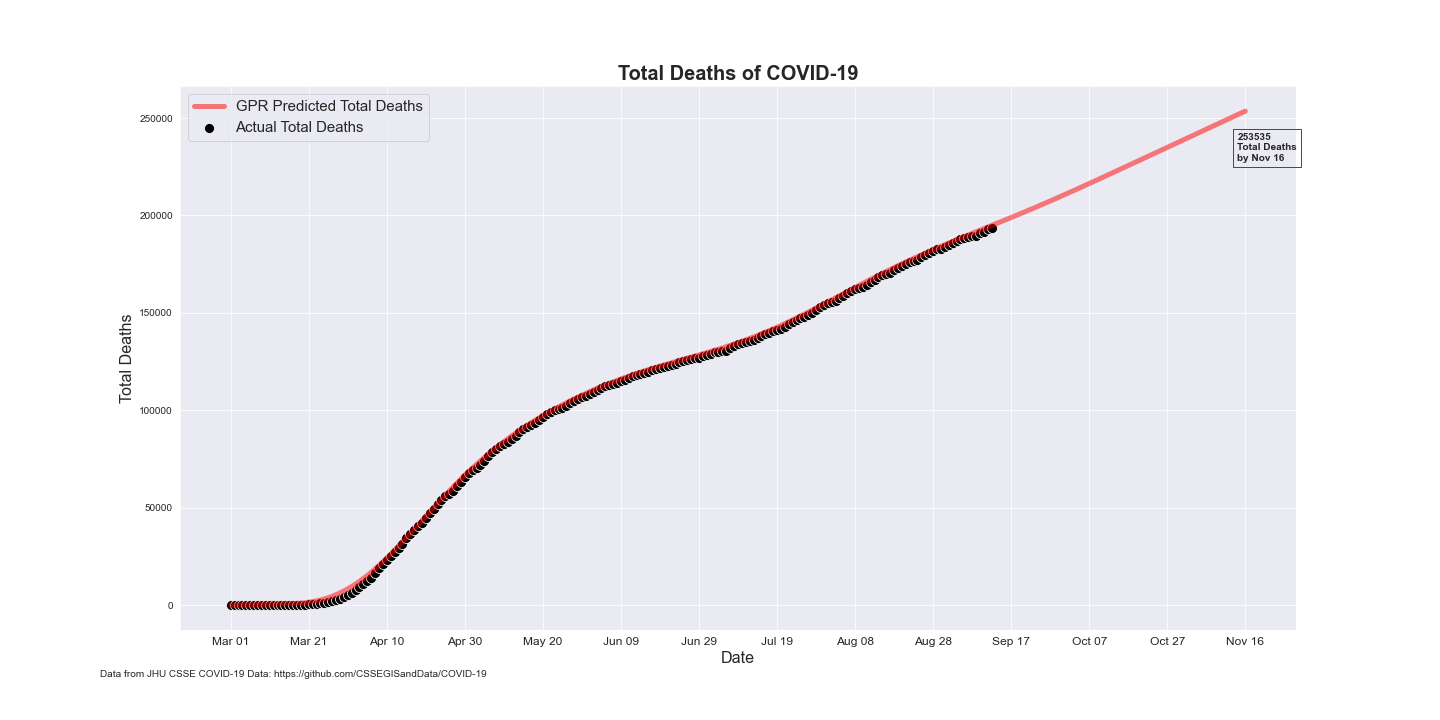 Total Deaths of COVID-19
GPR Predicted Total Deaths
Actual Total Deaths
253535
Total Deaths
by Nov 16
Total Deaths
250000
200000
150000
100000
50000
0
Mar 01 Mar 21 Apr 10 Apr 30 May 20 Jun 09 Jun 29 Jul 19 Aug 08 Aug 28 Sep 17 Oct 07 Oct 27 Nov 16
Date
Data from JHU CSSE COVID-19 Data: https://github.com/CSSEGISandData/COVID-19